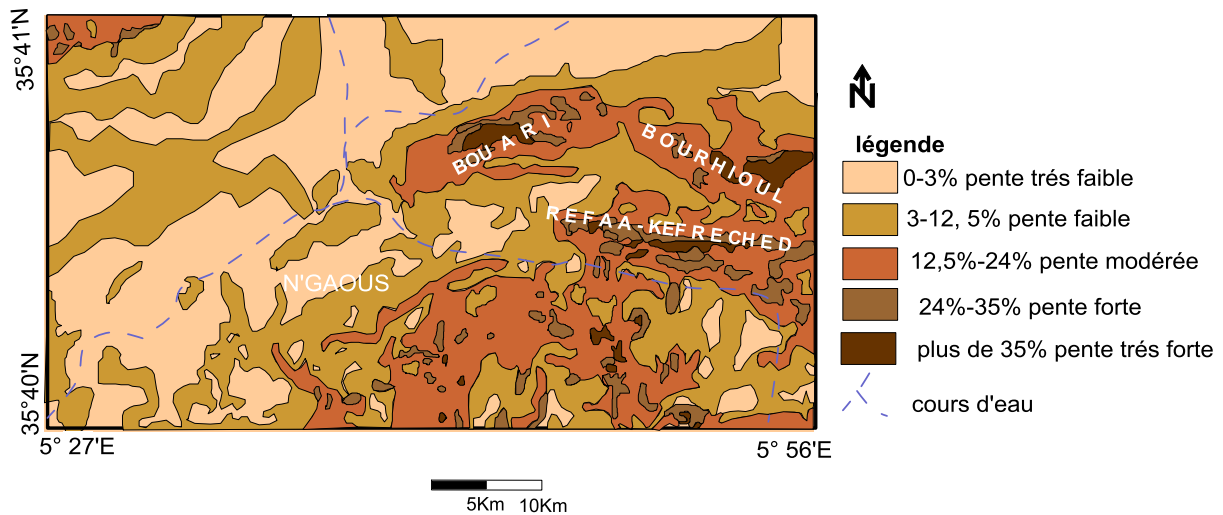 35°41'N
35°40'N
5° 27'E
5° 56'E
BOU ARI
BOURHIOUL
REFAA-KEFRECHED
N'GAOUS
5Km 10Km
N
légende
0-3% pente trés faible
3-12, 5% pente faible
12,5%-24% pente modérée
24%-35% pente forte
plus de 35% pente trés forte
cours d'eau